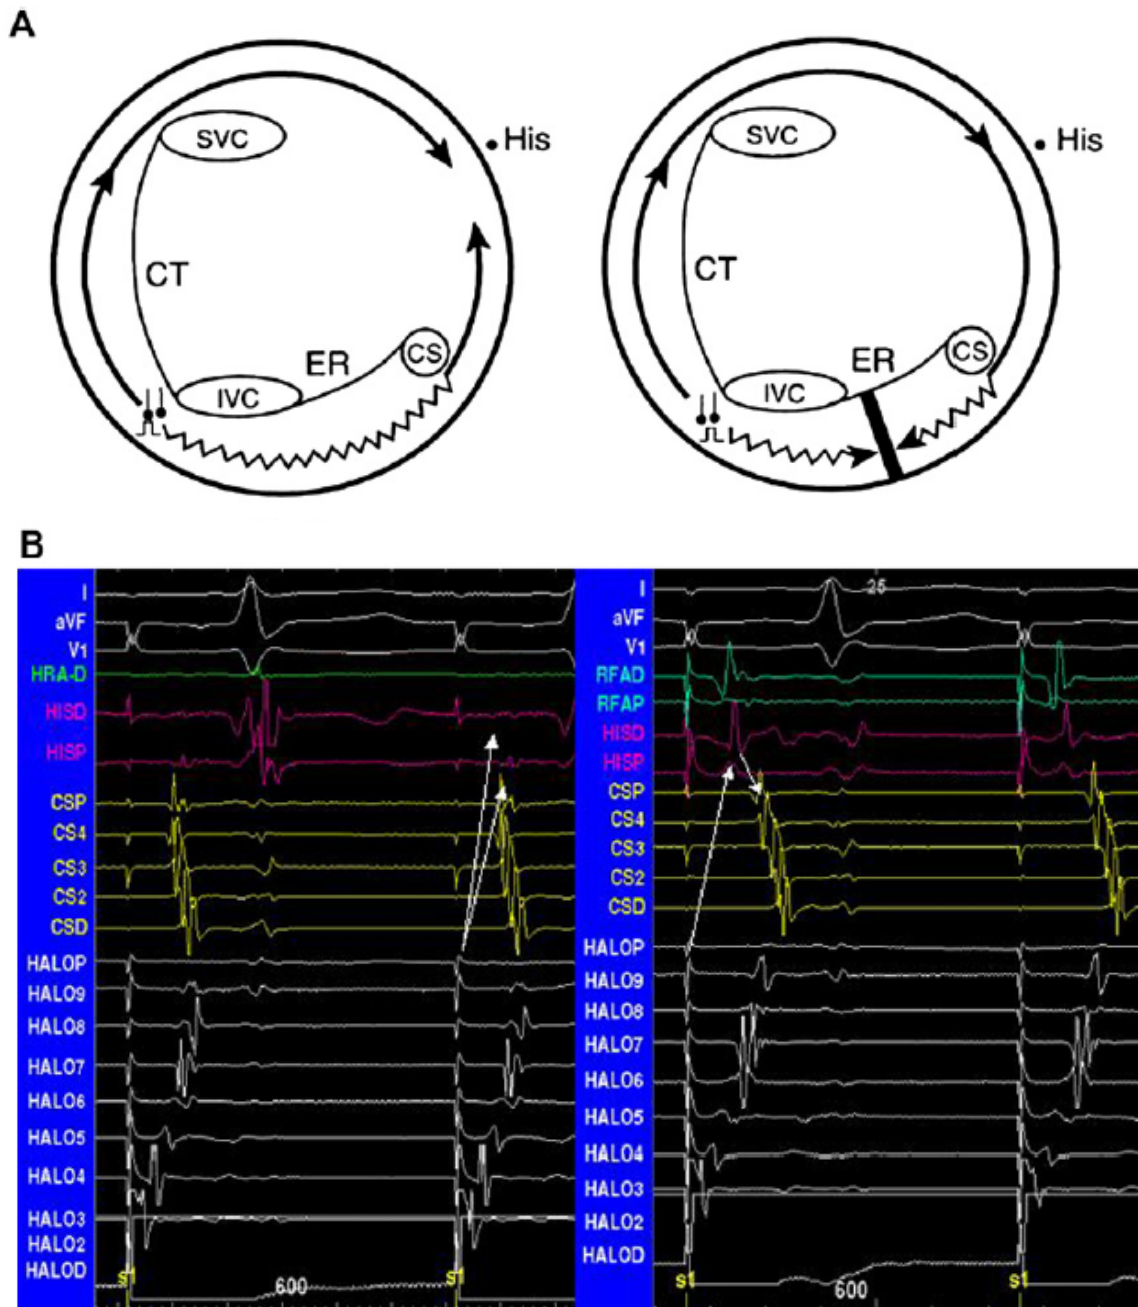 A
SVC
His
CT
ER
CS
IVC
SVC
His
CT
ER
CS
IVC
B
I
aVF
V1
HRA-D
HISD
HISP
CSP
CS4
CS3
CS2
CSD
HALOP
HALO9
HALO8
HALO7
HALO6
HALO5
HALO4
HALO3
HALO2
HALOD
S1
600
S1
I
25
aVF
V1
RFAD
RFAP
HISD
HISP
CSP
CS4
CS3
CS2
CSD
HALOP
HALO9
HALO8
HALO7
HALO6
HALO5
HALO4
HALO3
HALO2
HALOD
S1
600
S1